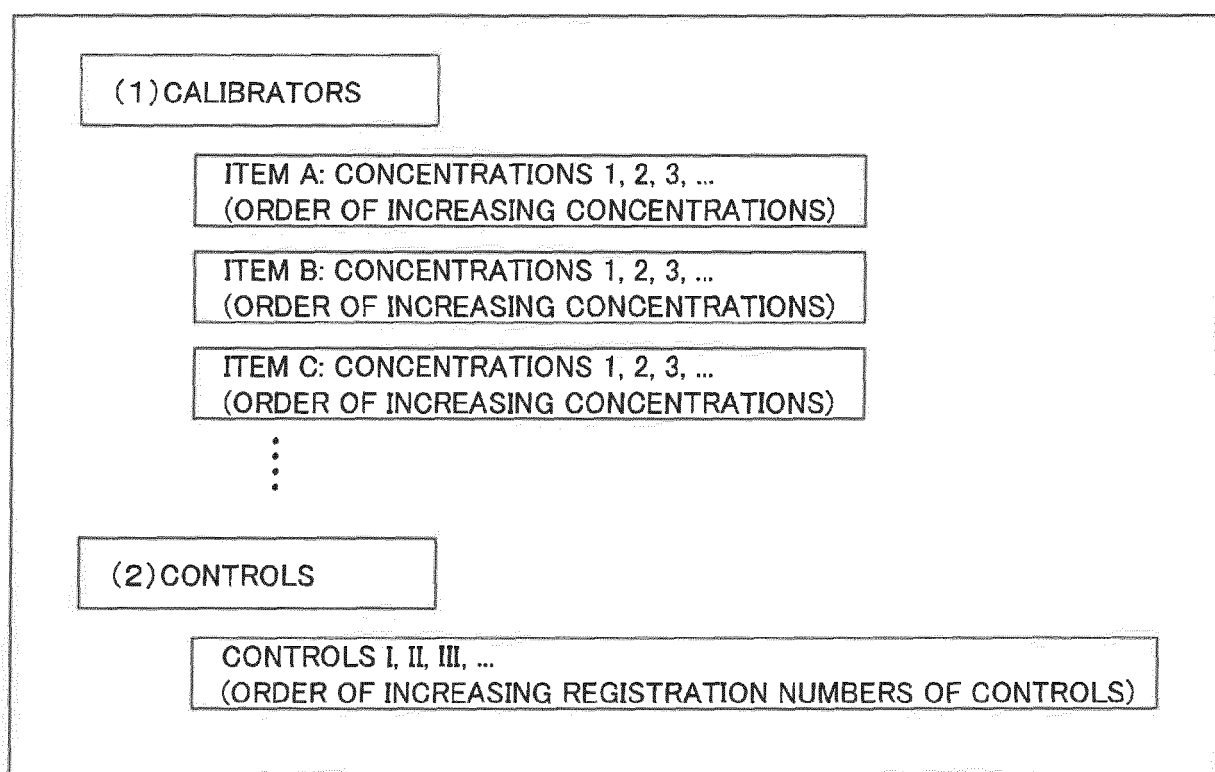 (1)CALIBRATORS
ITEM A: CONCENTRATIONS 1, 2, 3, ...
(ORDER OF INCREASING CONCENTRATIONS)
ITEM B: CONCENTRATIONS 1, 2, 3, ...
(ORDER OF INCREASING CONCENTRATIONS)
ITEM C: CONCENTRATIONS 1, 2, 3, ...
(ORDER OF INCREASING CONCENTRATIONS)
(2)CONTROLS
CONTROLS I, II, III, ...
(ORDER OF INCREASING REGISTRATION NUMBERS OF CONTROLS)